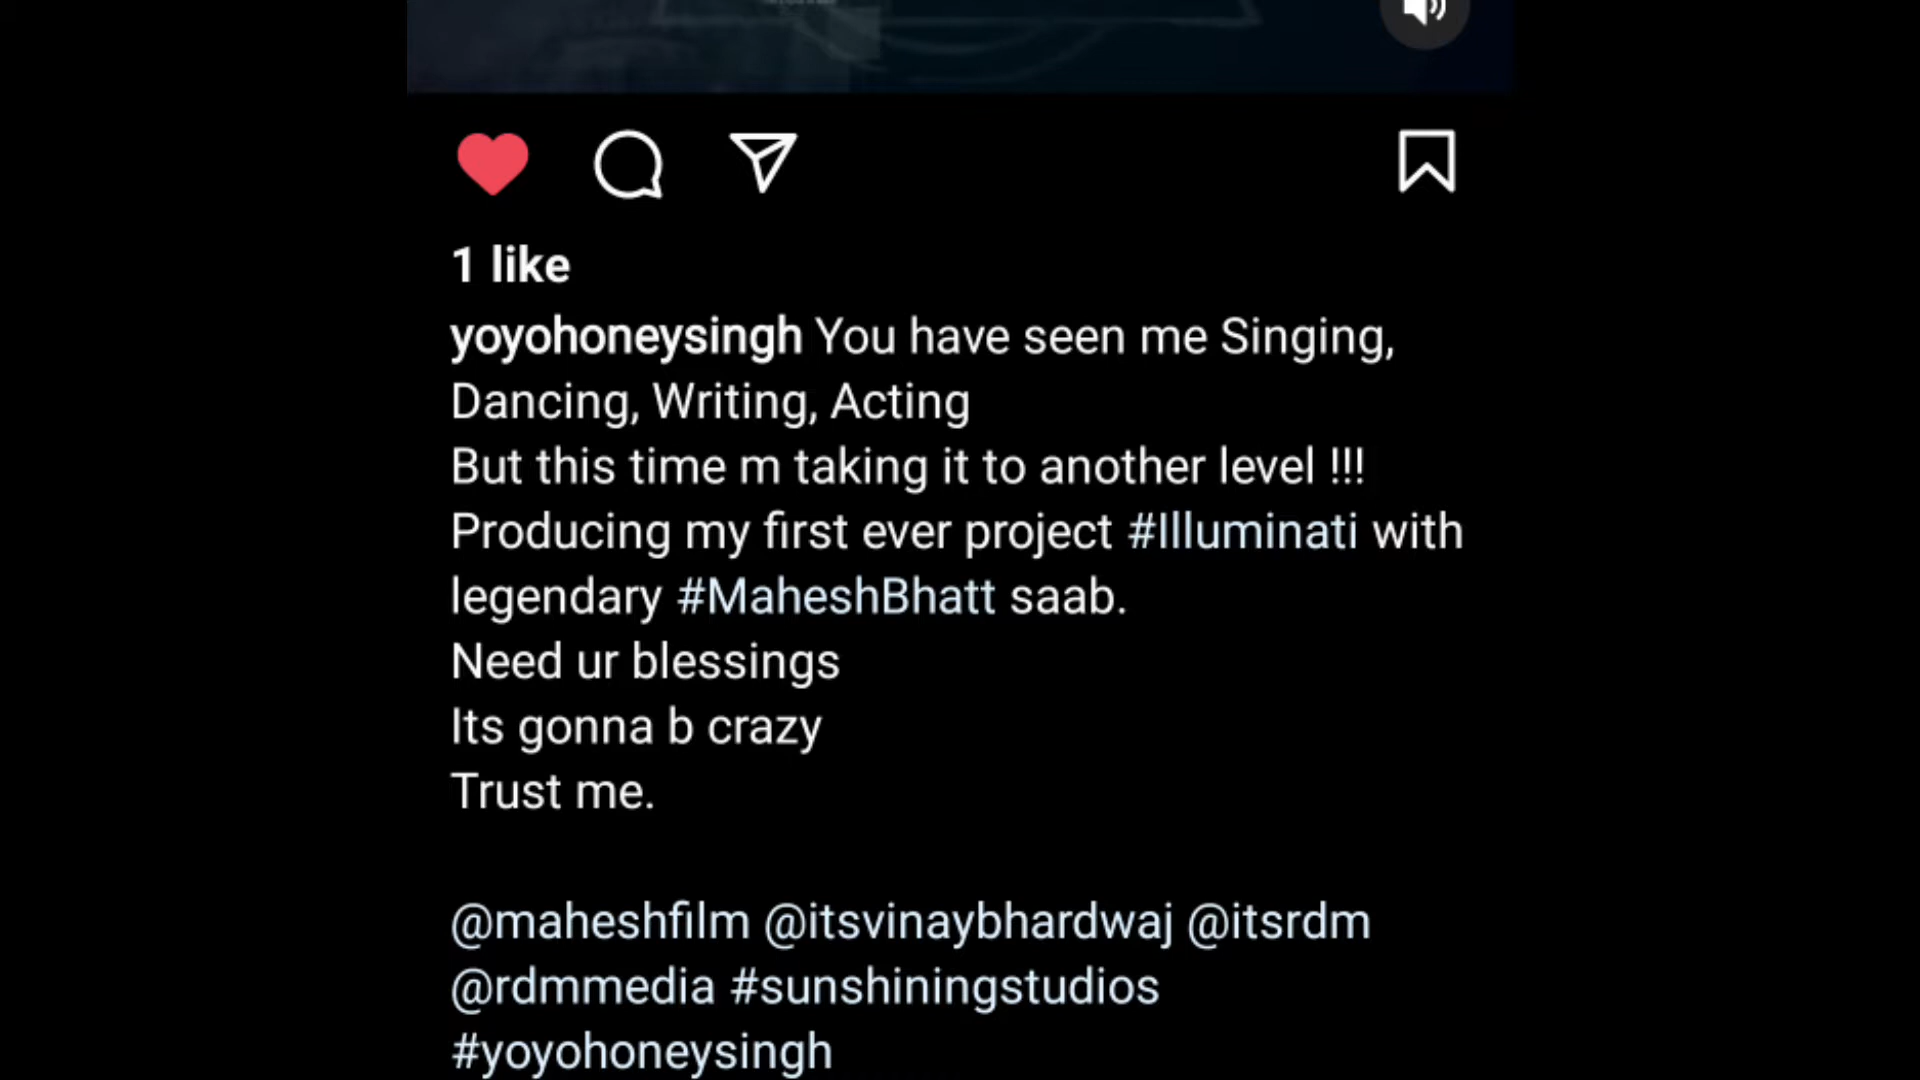 1 like
yoyohoneysingh You have seen me Singing,
Dancing, Writing, Acting
But this time m taking it to another level !!!
Producing my first ever project #Illuminati with
legendary #MaheshBhatt saab.
Need ur blessings
Its gonna b crazy
Trust me.
@maheshfilm @itsvinaybhardwaj @itsrdm
@rdmmedia #sunshiningstudios
#yoyohoneysingh